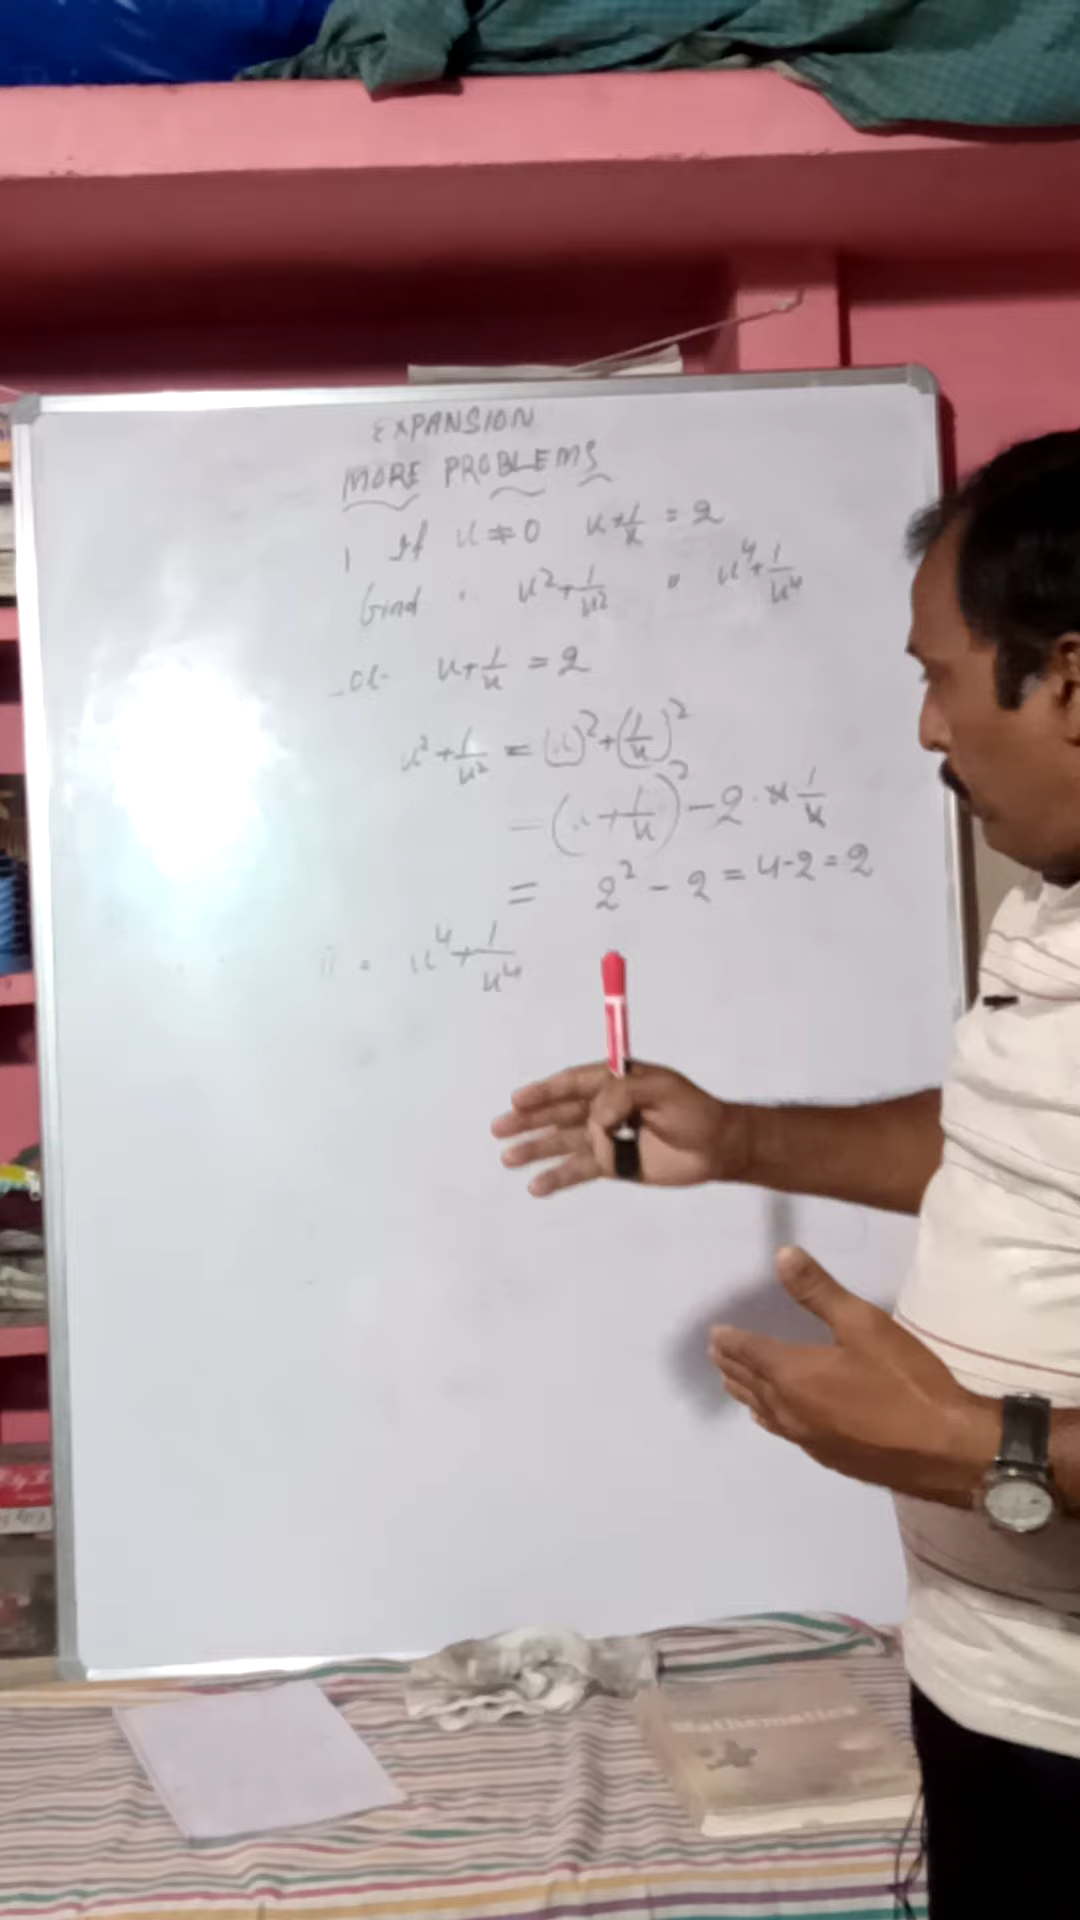 EXPANSION
MORE PROBLEMS
1 If x ≠ 0 x+1/x = 2
find · x²+1/x² · x⁴+1/x⁴
x+1/x = 2
x²+1/x² = (x)²+(1/x)²
= (x+1/x)² - 2·x 1/x
= 2² - 2 = 4-2 = 2
ii = x⁴+1/x⁴
Mathematics